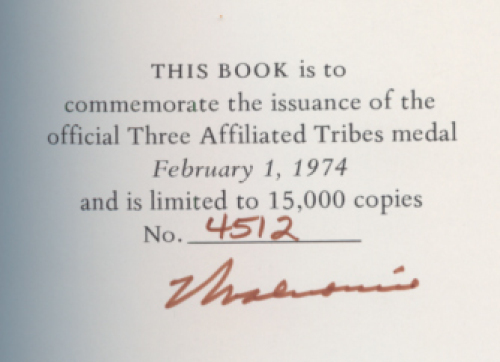 THIS BOOK is to
commemorate the issuance of the
official Three Affiliated Tribes medal
February 1, 1974
and is limited to 15,000 copies
No. 4512